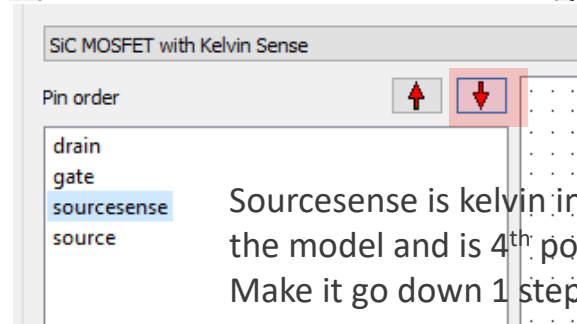 SiC MOSFET with Kelvin Sense
Pin order
drain
gate
sourcesense
source
Sourcesense is kelvin in
the model and is 4th po
Make it go down 1 step